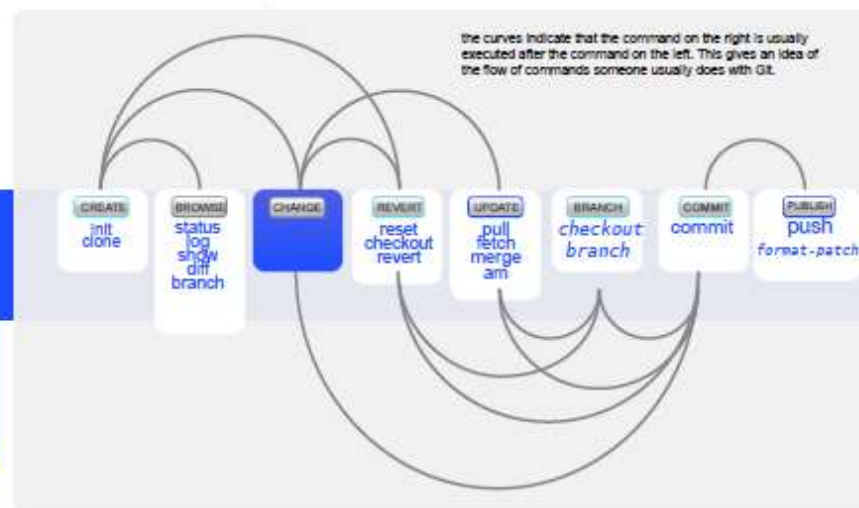 the curves indicate that the command on the right is usually
executed after the command on the left. This gives an idea of
the flow of commands someone usually does with Git.
CREATE
init
clone
BROWSE
status
log
show
diff
branch
CHANGE
REVERT
reset
checkout
revert
UPDATE
pull
fetch
merge
am
BRANCH
checkout
branch
COMMIT
commit
PUBLISH
push
format-patch